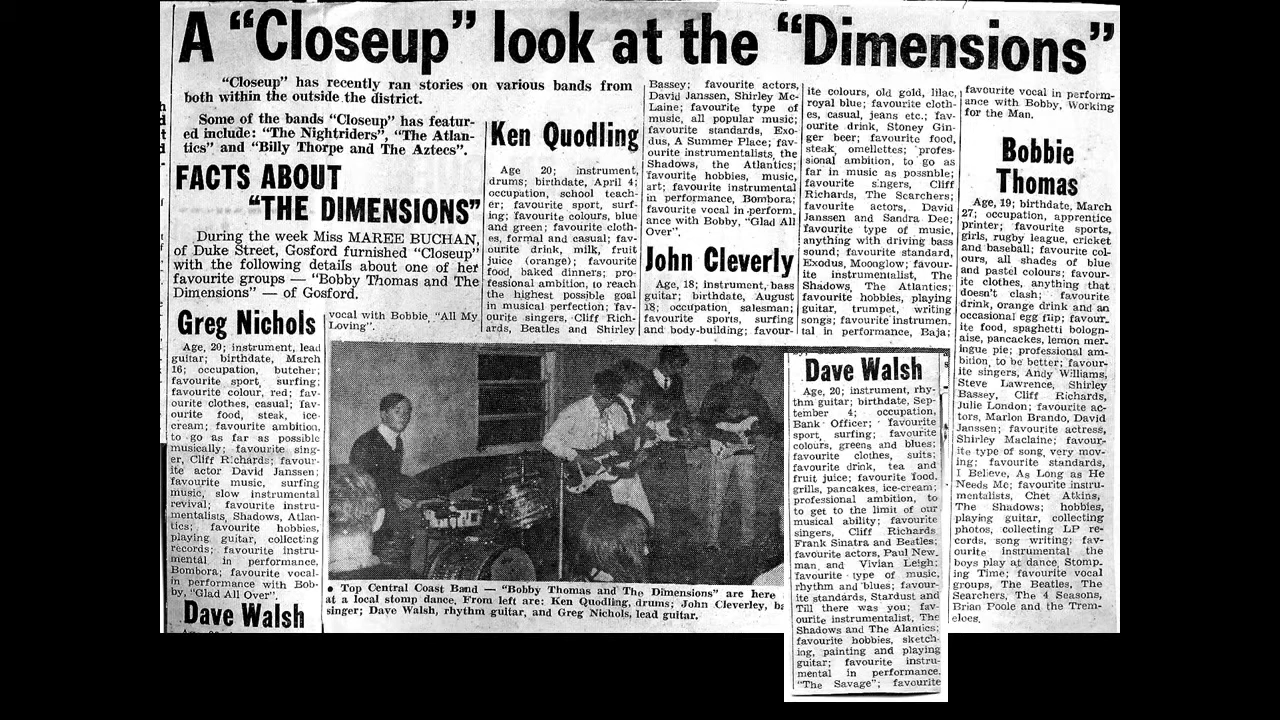 A "Closeup" look at the "Dimensions"
"Closeup" has recently ran stories on various bands from
both within the outside the district.
Some of the bands "Closeup" has featur-
ed include: "The Nightriders", "The Atlan-
tics" and "Billy Thorpe and The Aztecs".
FACTS ABOUT
"THE DIMENSIONS"
During the week Miss MAREE BUCHAN,
of Duke Street, Gosford furnished "Closeup"
with the following details about one of her
favourite groups — "Bobby Thomas and The
Dimensions" — of Gosford.
Greg Nichols
Age, 20; instrument, lead
guitar; birthdate, March
16; occupation, butcher;
favourite sport, surfing;
favourite colour, red; fav-
ourite clothes, casual; fav-
ourite food, steak, ice-
cream; favourite ambition,
to go as far as possible
musically; favourite sing-
er, Cliff Richards; favour-
ite actor David Janssen;
favourite music, surfing
music, slow instrumental
revival; favourite instru-
mentalists, Shadows, Atlan-
tics; favourite hobbies,
playing guitar, collecting
records; favourite instru-
mental in performance,
Bombora; favourite vocal-
in performance with Bob-
by, "Glad All Over".
Dave Walsh
vocal with Bobbie, "All My
Loving".
Ken Quodling
Age 20; instrument,
drums; birthdate, April 4;
occupation, school teach-
er; favourite sport, surf-
ing; favourite colours, blue
and green; favourite cloth-
es, formal and casual; fav-
ourite drink, milk, fruit
juice (orange); favourite
food, baked dinners; pro-
fessional ambition, to reach
the highest possible goal
in musical perfection; fav-
ourite singers, Cliff Rich-
ards, Beatles and Shirley
Bassey; favourite actors,
David Janssen, Shirley Mc-
Laine; favourite type of
music, all popular music;
favourite standards, Exo-
dus, A Summer Place; fav-
ourite instrumentalists, the
Shadows, the Atlantics;
favourite hobbies, music,
art; favourite instrumental
in performance, Bombora;
favourite vocal in perform-
ance with Bobby, "Glad All
Over".
John Cleverly
Age, 18; instrument, bass
guitar; birthdate, August
18; occupation, salesman;
favourite sports, surfing
and body-building; favour-
ite colours, old gold, lilac,
royal blue; favourite cloth-
es, casual, jeans etc.; fav-
ourite drink, Stoney Gin-
ger beer; favourite food,
steak, omellettes; profes-
sional ambition, to go as
far in music as possnble;
favourite singers, Cliff
Richards, The Searchers;
favourite actors, David
Janssen and Sandra Dee;
favourite type of music,
anything with driving bass
sound; favourite standard,
Exodus, Moonglow; favour-
ite instrumentalist, The
Shadows, The Atlantics;
favourite hobbies, playing
guitar, trumpet, writing
songs; favourite instrumen-
tal in performance, Baja;
favourite vocal in perform-
ance with Bobby, Working
for the Man.
Bobbie
Thomas
Age, 19; birthdate, March
27; occupation, apprentice
printer; favourite sports,
girls, rugby league, cricket
and baseball; favourite col-
ours, all shades of blue
and pastel colours; favour-
ite clothes, anything that
doesn't clash; favourite
drink, orange drink and an
occasional egg flip; favour-
ite food, spaghetti bologn-
aise, pancackes, lemon mer-
ingue pie; professional am-
bition, to be better; favour-
ite singers, Andy Williams,
Steve Lawrence, Shirley
Bassey, Cliff Richards,
Julie London; favourite ac-
tors, Marlon Brando, David
Janssen; favourite actress,
Shirley Maclaine; favour-
ite type of song, very mov-
ing; favourite standards,
I Believe, As Long as He
Needs Me; favourite instru-
mentalists, Chet Atkins,
The Shadows; hobbies,
playing guitar, collecting
photos, collecting LP re-
cords, song writing; fav-
ourite instrumental the
boys play at dance, Stomp-
ing Time; favourite vocal
groups, The Beatles, The
Searchers, The 4 Seasons,
Brian Poole and the Trem-
eloes.
Dave Walsh
Age, 20; instrument, rhy-
thm guitar; birthdate, Sep-
tember 4; occupation,
Bank Officer; favourite
sport, surfing; favourite
colours, greens and blues;
favourite clothes, suits;
favourite drink, tea and
fruit juice; favourite food,
grills, pancakes, ice-cream;
professional ambition, to
to get to the limit of our
musical ability; favourite
singers, Cliff Richards
Frank Sinatra and Beatles;
favourite actors, Paul New
man and Vivian Leigh;
favourite type of music,
rhythm and blues; favour-
ite standards, Stardust and
Till there was you; fav-
ourite instrumentalist, The
Shadows and The Alantics;
favourite hobbies, sketch-
ing, painting and playing
guitar; favourite instru-
mental in performance,
"The Savage"; favourite
• Top Central Coast Band — "Bobby Thomas and The Dimensions" are here
at a local stomp dance, From left are: Ken Quodling, drums; John Cleverley,
singer; Dave Walsh, rhythm guitar, and Greg Nichols, lead guitar.